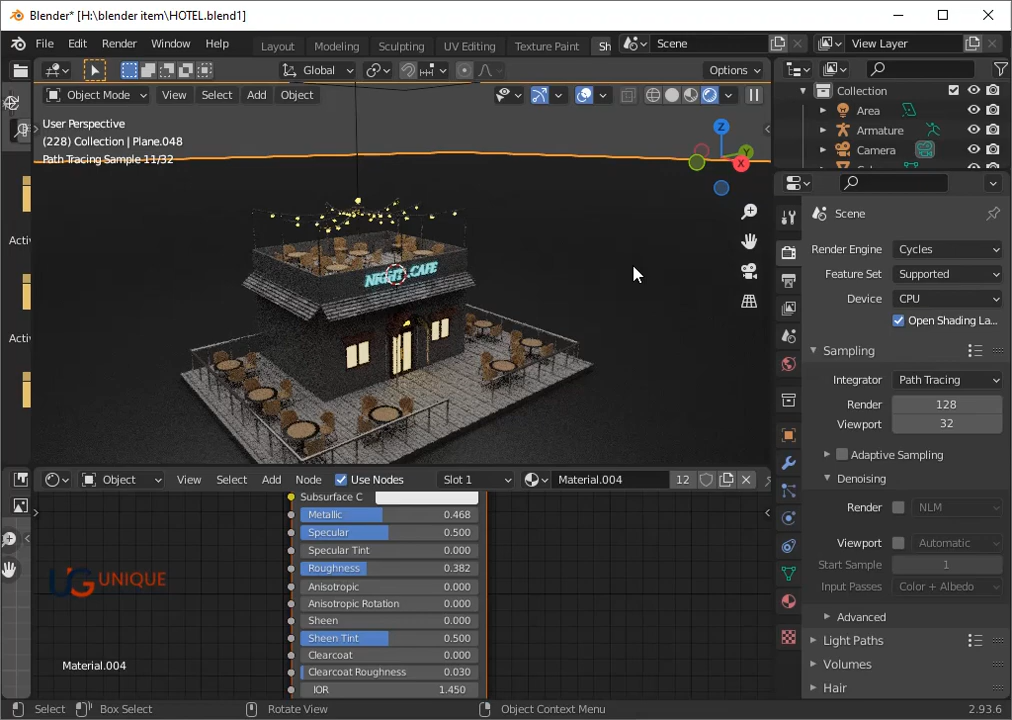 Blender* [H:\blender item\HOTEL.blend1]
File Edit Render Window Help Layout Modeling Sculpting UV Editing Texture Paint Sh Scene View Layer
Global Options
Object Mode View Select Add Object
User Perspective
(228) Collection | Plane.048
Path Tracing Sample 11/32
Z
Y
X
NIGHT CAFE
Activ
Activ
Collection
Area
Armature
Camera
Scene
Render Engine Cycles
Feature Set Supported
Device CPU
Open Shading La...
Sampling
Integrator Path Tracing
Render 128
Viewport 32
Adaptive Sampling
Denoising
Render NLM
Viewport Automatic
Start Sample 1
Input Passes Color + Albedo
Advanced
Light Paths
Volumes
Hair
Object View Select Add Node Use Nodes Slot 1 Material.004 12
Subsurface C
Metallic 0.468
Specular 0.500
Specular Tint 0.000
Roughness 0.382
Anisotropic 0.000
Anisotropic Rotation 0.000
Sheen 0.000
Sheen Tint 0.500
Clearcoat 0.000
Clearcoat Roughness 0.030
IOR 1.450
UG UNIQUE
Material.004
Select Box Select Rotate View Object Context Menu 2.93.6